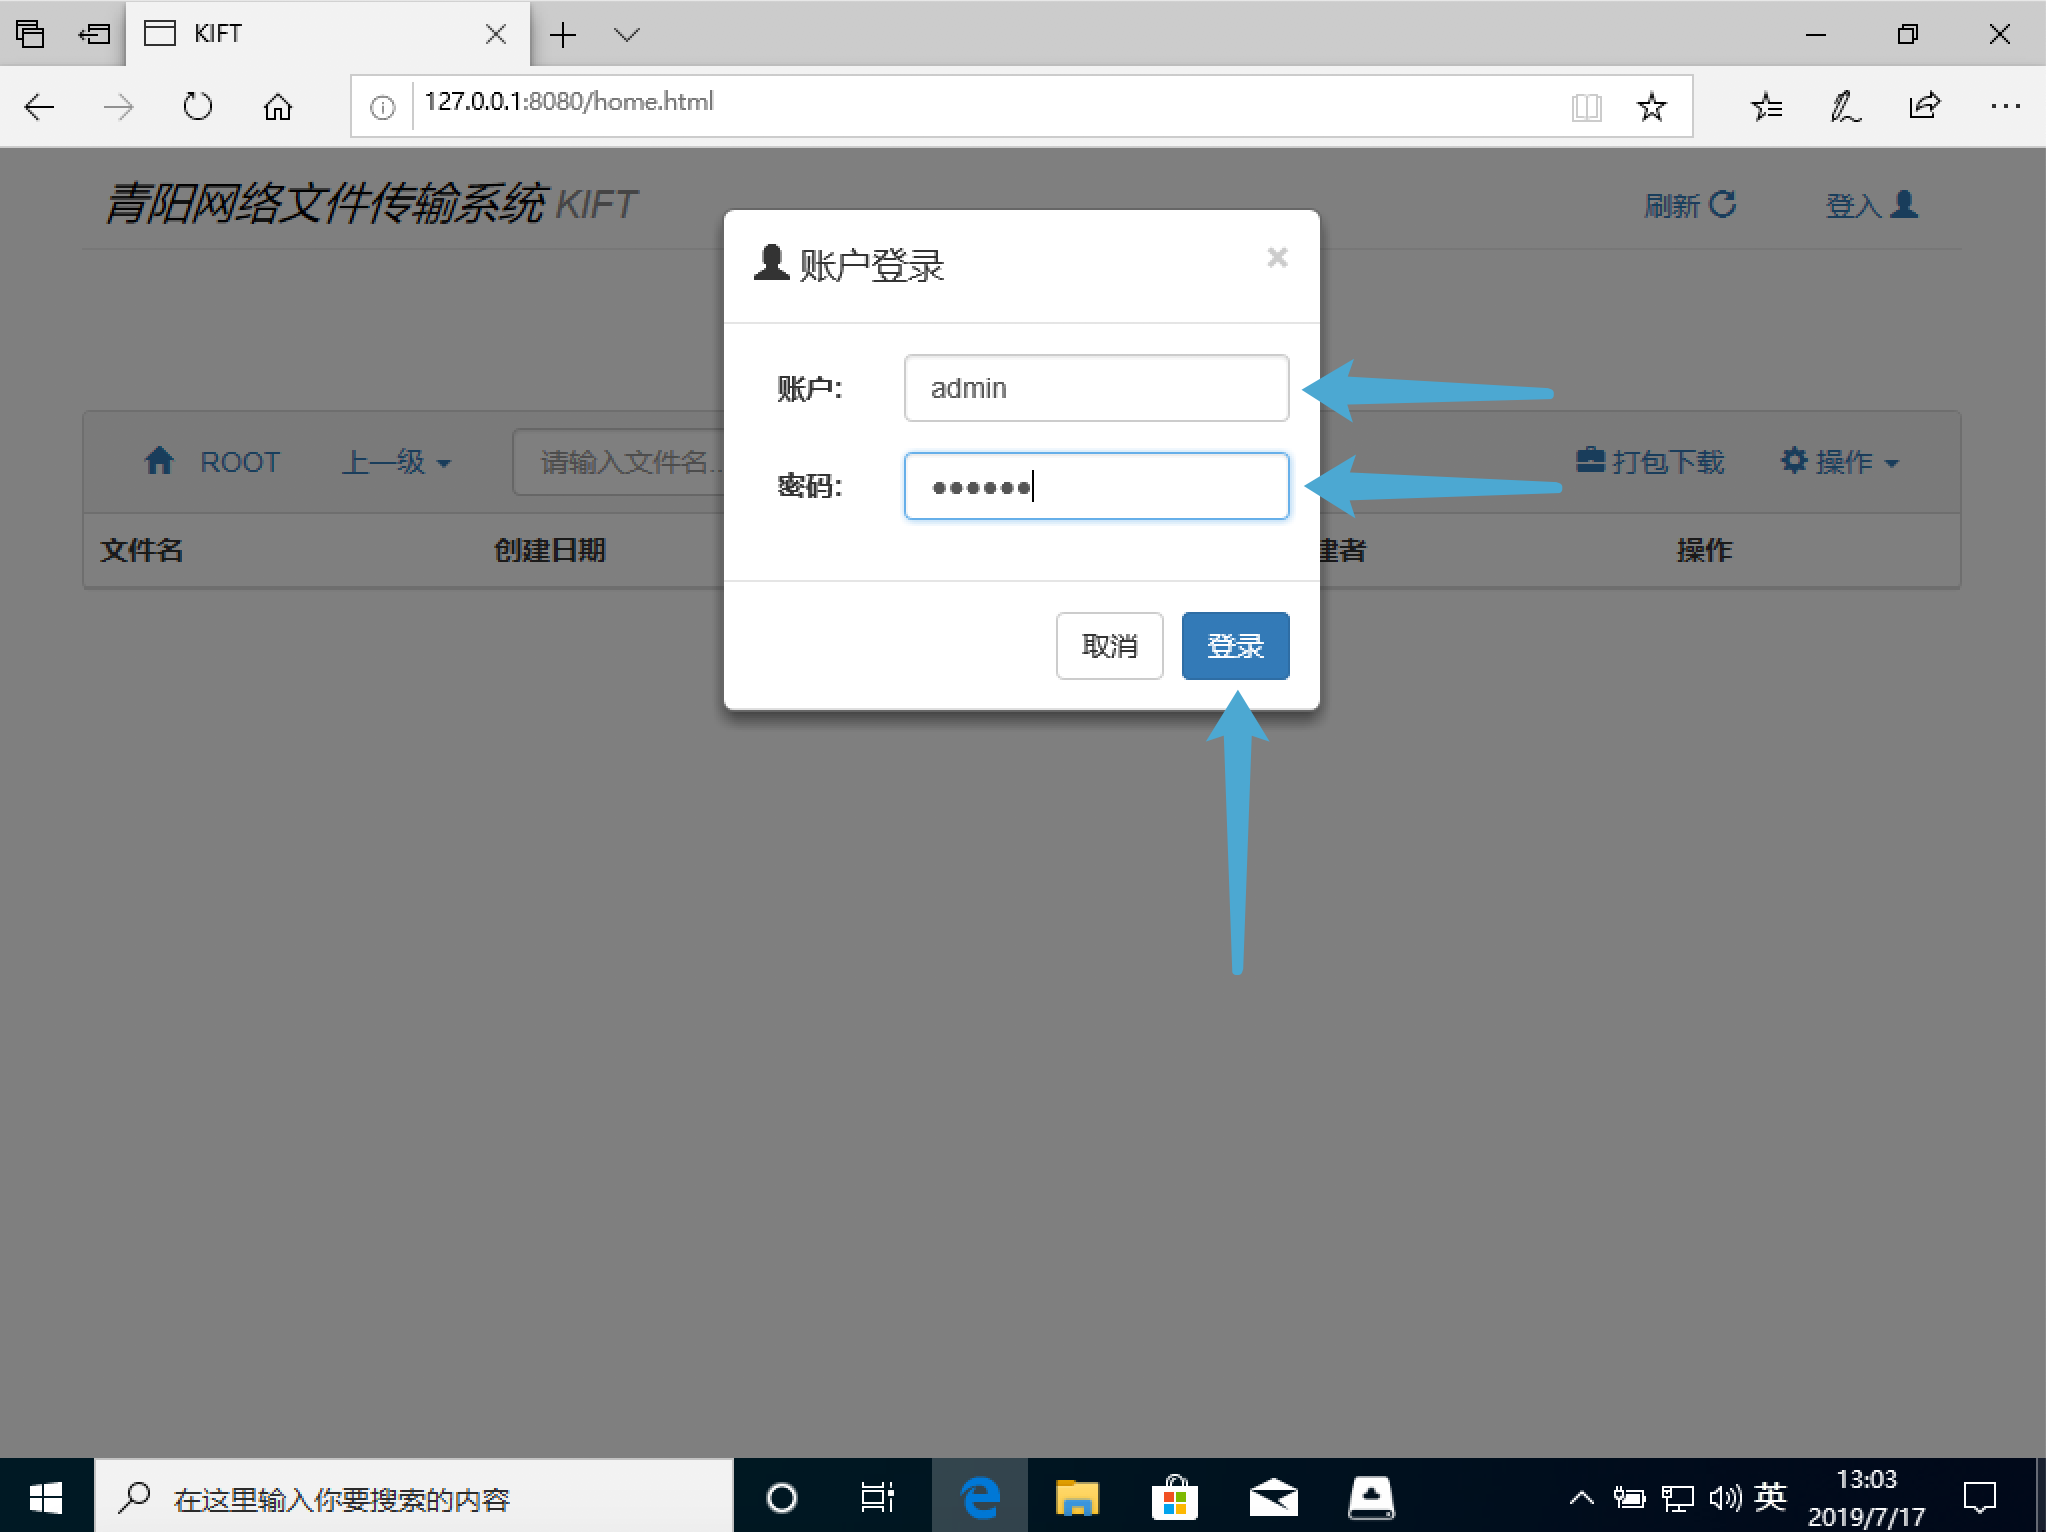 KIFT
127.0.0.1:8080/home.html
青阳网络文件传输系统 KIFT
刷新
登入
账户登录
×
账户:
admin
密码:
••••••
取消
登录
ROOT
上一级
请输入文件名...
打包下载
操作
文件名
创建日期
建者
操作
在这里输入你要搜索的内容
英
13:03
2019/7/17